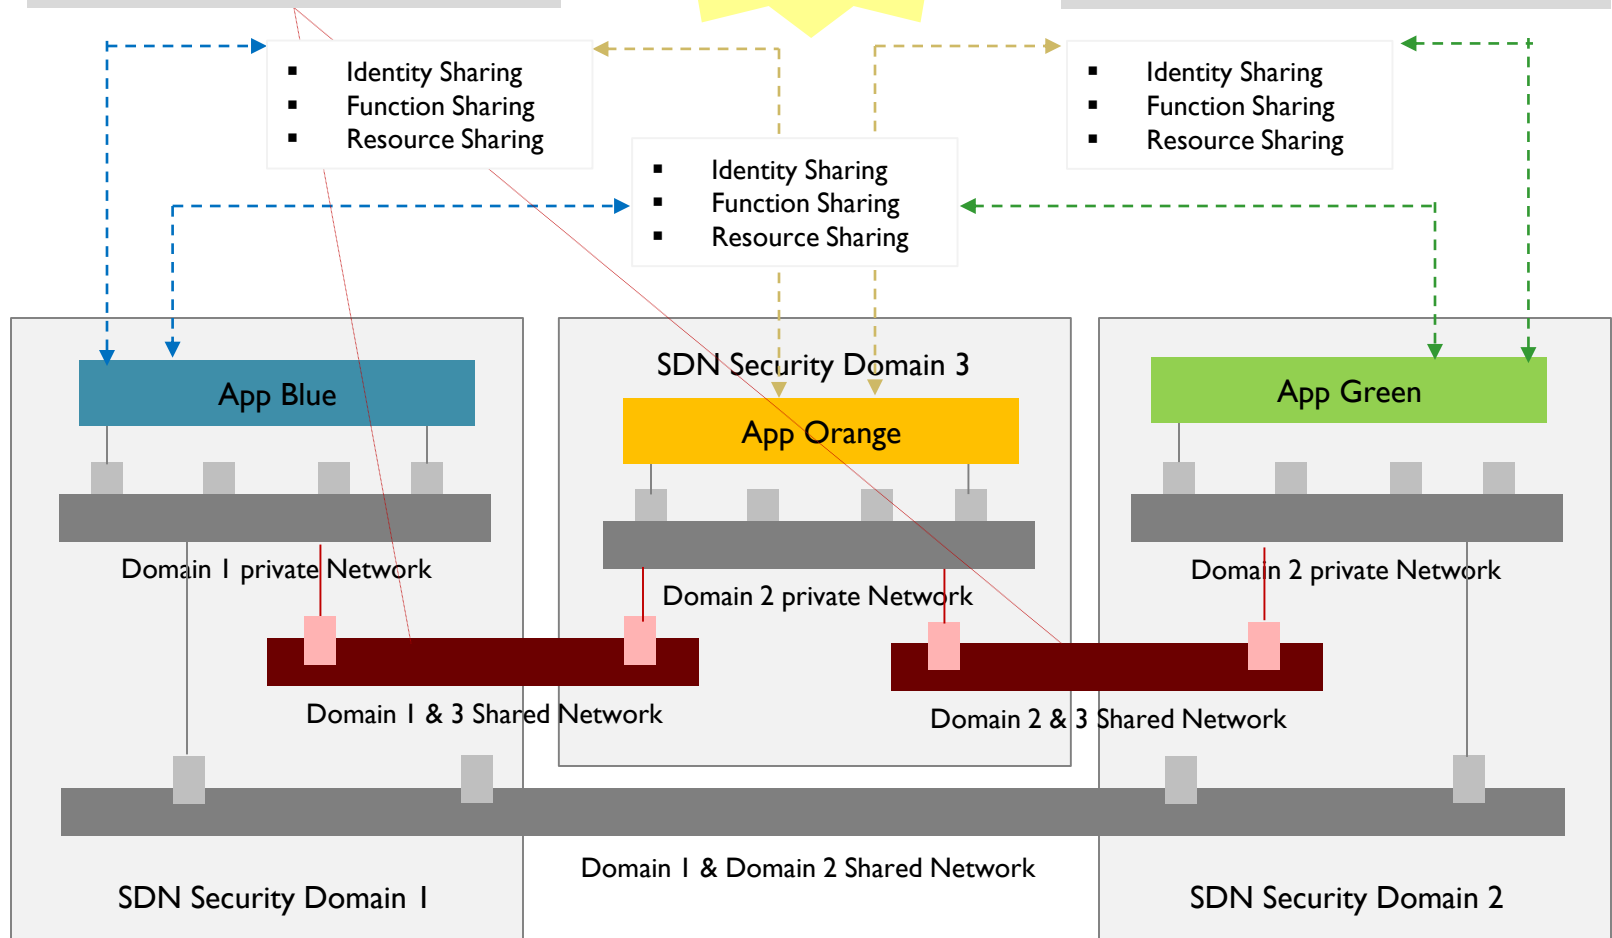 ▪ Identity Sharing
▪ Function Sharing
▪ Resource Sharing
▪ Identity Sharing
▪ Function Sharing
▪ Resource Sharing
▪ Identity Sharing
▪ Function Sharing
▪ Resource Sharing
SDN Security Domain 3
App Blue
App Orange
App Green
Domain 1 private Network
Domain 2 private Network
Domain 2 private Network
Domain 1 & 3 Shared Network
Domain 2 & 3 Shared Network
Domain 1 & Domain 2 Shared Network
SDN Security Domain 1
SDN Security Domain 2